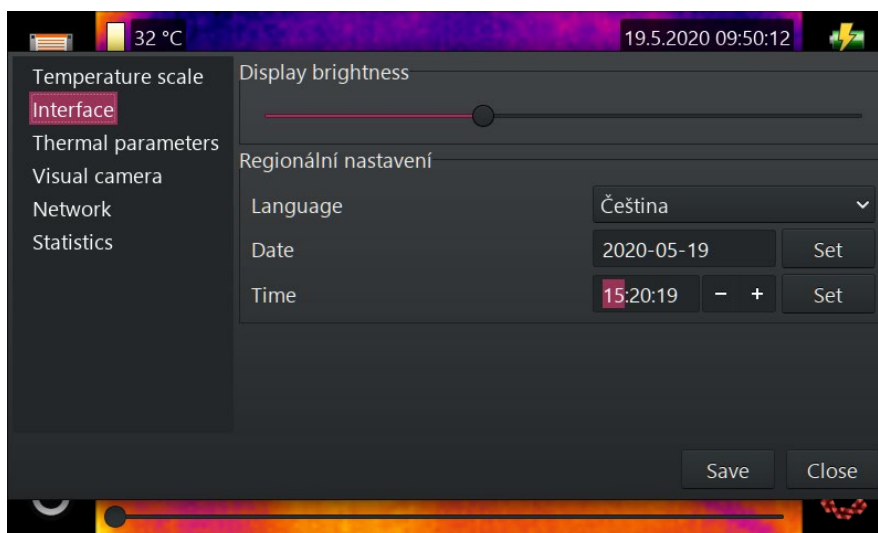 32 °C
19.5.2020 09:50:12
Temperature scale
Interface
Thermal parameters
Visual camera
Network
Statistics
Display brightness
Regionální nastavení
Language
Čeština
Date
2020-05-19
Set
Time
15:20:19
−
+
Set
Save
Close